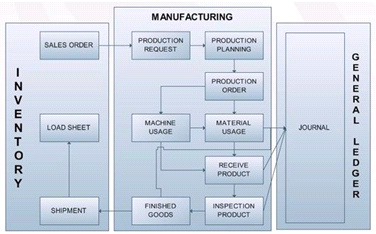 MANUFACTURING
INVENTORY
SALES ORDER
LOAD SHEET
SHIPMENT
PRODUCTION
REQUEST
PRODUCTION
PLANNING
PRODUCTION
ORDER
MACHINE
USAGE
MATERIAL
USAGE
RECEIVE
PRODUCT
FINISHED
GOODS
INSPECTION
PRODUCT
JOURNAL
GENERAL LEDGER